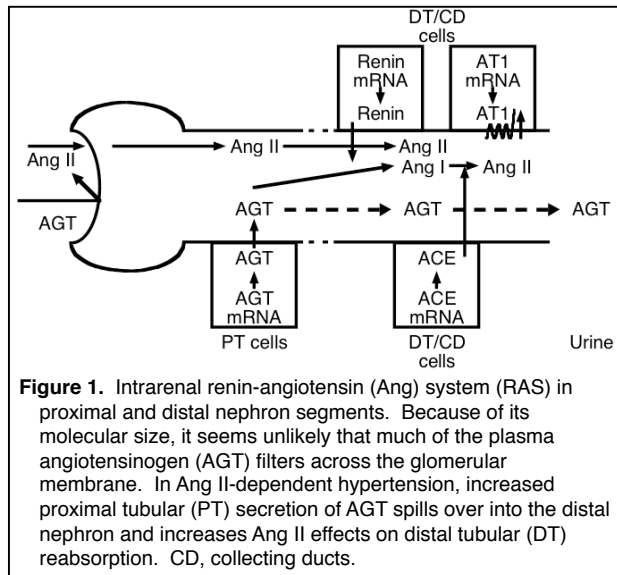 DT/CD
cells
Renin
mRNA
Renin
AT1
mRNA
AT1
Ang II
Ang II
Ang II
Ang I
Ang II
AGT
AGT
AGT
AGT
AGT
AGT
mRNA
PT cells
ACE
ACE
mRNA
DT/CD
cells
Urine
Figure 1. Intrarenal renin-angiotensin (Ang) system (RAS) in
proximal and distal nephron segments. Because of its
molecular size, it seems unlikely that much of the plasma
angiotensinogen (AGT) filters across the glomerular
membrane. In Ang II-dependent hypertension, increased
proximal tubular (PT) secretion of AGT spills over into the distal
nephron and increases Ang II effects on distal tubular (DT)
reabsorption. CD, collecting ducts.